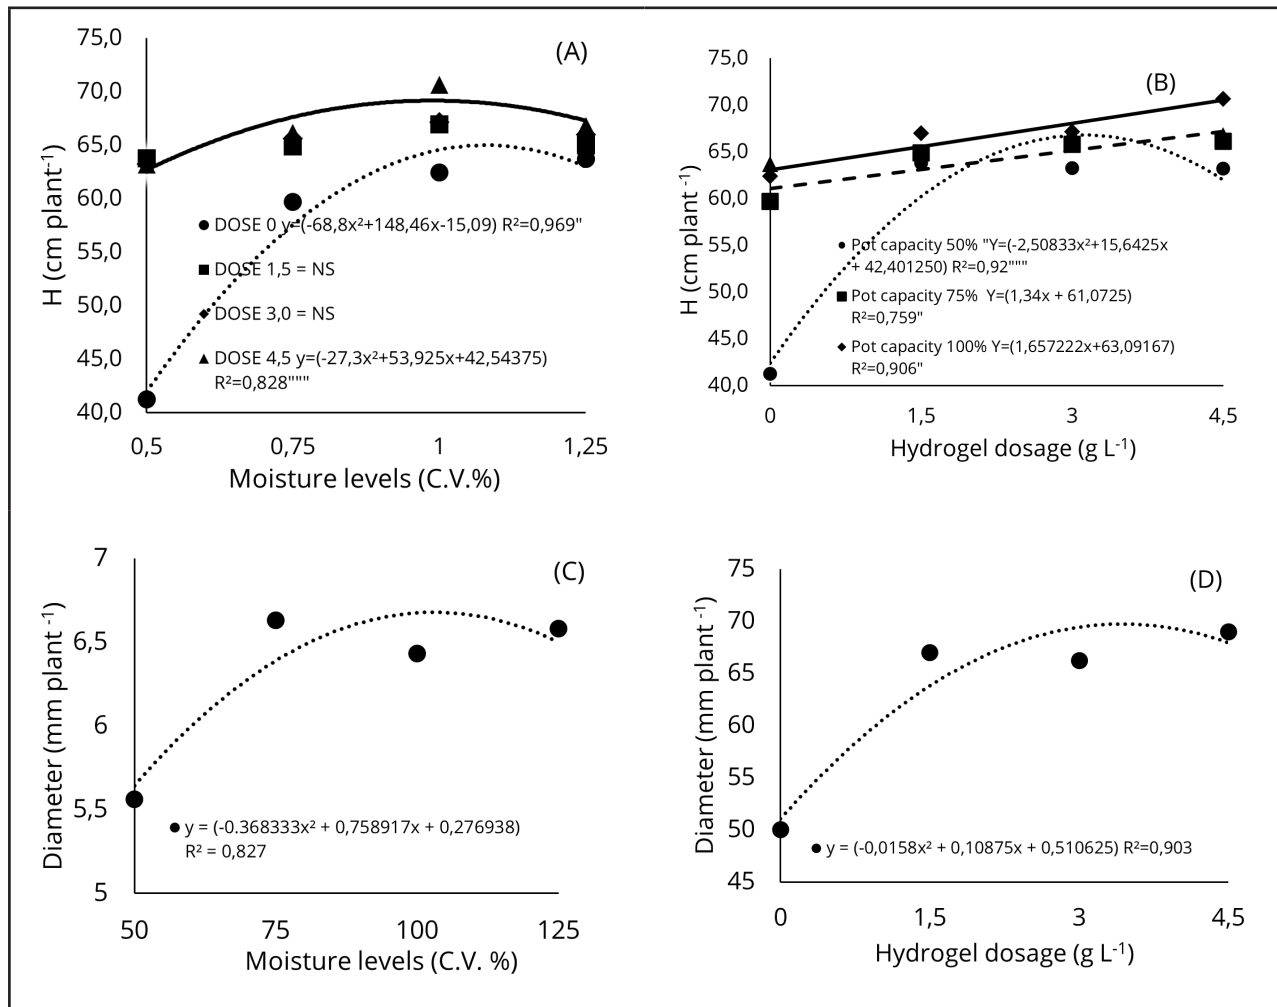 (A)
75,0
70,0
65,0
60,0
55,0
50,0
45,0
40,0
H (cm plant⁻¹)
DOSE 0 y=(-68,8x²+148,46x-15,09) R²=0,969"
DOSE 1,5 = NS
DOSE 3,0 = NS
DOSE 4,5 y=(-27,3x²+53,925x+42,54375)
R²=0,828"""
0,5 0,75 1 1,25
Moisture levels (C.V.%)
(B)
75,0
70,0
65,0
60,0
55,0
50,0
45,0
40,0
H (cm plant ⁻¹)
Pot capacity 50% "Y=(-2,50833x²+15,6425x
+ 42,401250) R²=0,92"""
Pot capacity 75% Y=(1,34x + 61,0725)
R²=0,759"
Pot capacity 100% Y=(1,657222x+63,09167)
R²=0,906"
0 1,5 3 4,5
Hydrogel dosage (g L⁻¹)
(C)
7
6,5
6
5,5
5
Diameter (mm plant ⁻¹)
y = (-0.368333x² + 0,758917x + 0,276938)
R² = 0,827
50 75 100 125
Moisture levels (C.V. %)
(D)
75
70
65
60
55
50
45
Diameter (mm plant ⁻¹)
y = (-0,0158x² + 0,10875x + 0,510625) R²=0,903
0 1,5 3 4,5
Hydrogel dosage (g L⁻¹)